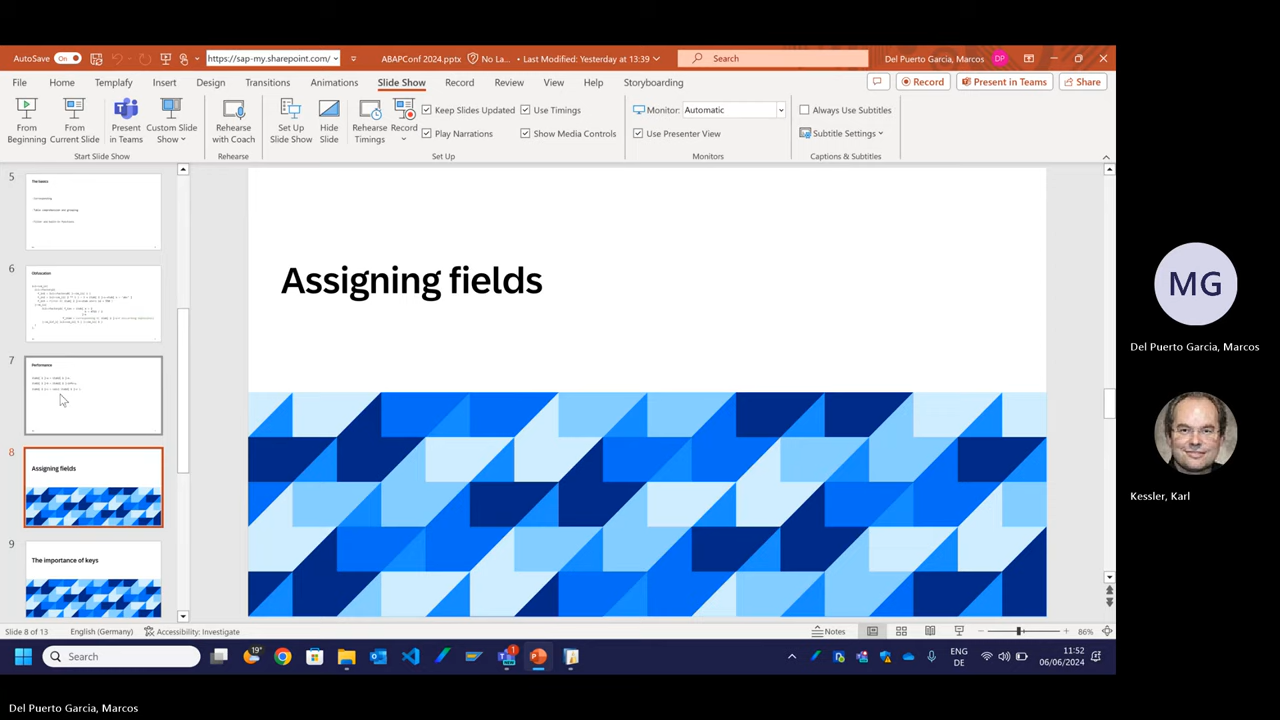 AutoSave On https://sap-my.sharepoint.com/ ABAPConf 2024.pptx No La... Last Modified: Yesterday at 13:39 Search Del Puerto Garcia, Marcos DP
File Home Templafy Insert Design Transitions Animations Slide Show Record Review View Help Storyboarding Record Present in Teams Share
From Beginning
From Current Slide
Present in Teams
Custom Slide Show
Rehearse with Coach
Set Up Slide Show
Hide Slide
Rehearse Timings
Record
Keep Slides Updated
Use Timings
Play Narrations
Show Media Controls
Monitor: Automatic
Use Presenter View
Always Use Subtitles
Subtitle Settings
Start Slide Show Rehearse Set Up Monitors Captions & Subtitles
5
The basics
6
7
Performance
8
Assigning fields
9
The importance of keys
Assigning fields
MG
Del Puerto Garcia, Marcos
Kessler, Karl
Slide 8 of 13 English (Germany) Accessibility: Investigate Notes 86%
Search
19°
1
ENG
DE
11:52
06/06/2024
Del Puerto Garcia, Marcos